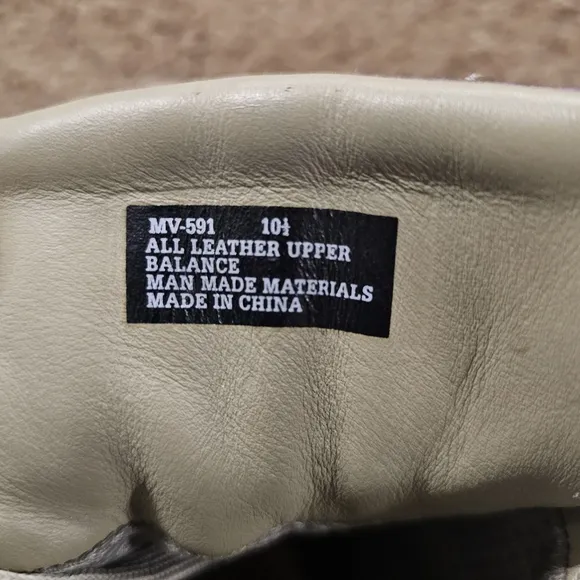 MV-591 10½
ALL LEATHER UPPER
BALANCE
MAN MADE MATERIALS
MADE IN CHINA